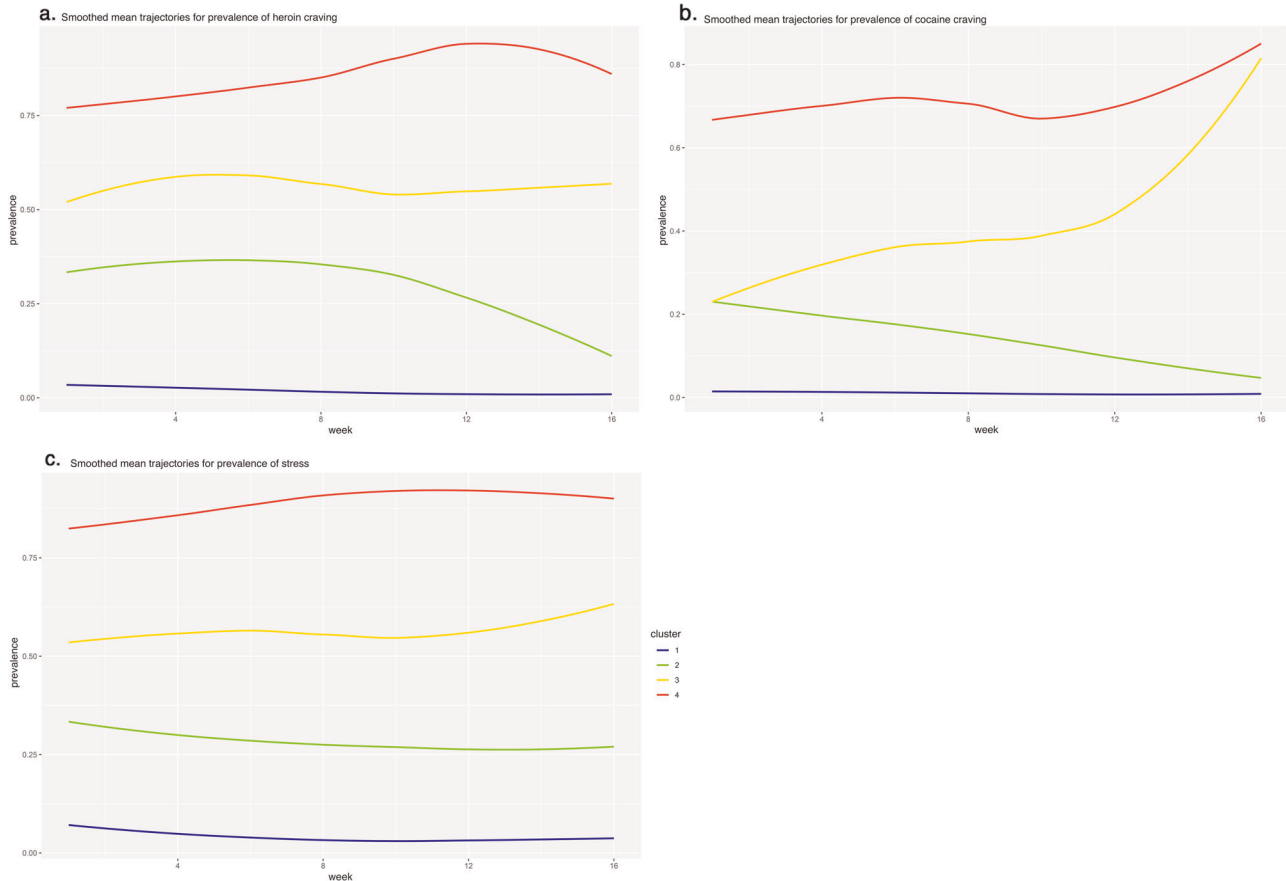 a. Smoothed mean trajectories for prevalence of heroin craving
prevalence
0.75
0.50
0.25
0.00
4 8 12 16
week
b. Smoothed mean trajectories for prevalence of cocaine craving
prevalence
0.8
0.6
0.4
0.2
0.0
4 8 12 16
week
c. Smoothed mean trajectories for prevalence of stress
prevalence
0.75
0.50
0.25
0.00
4 8 12 16
week
cluster
1
2
3
4